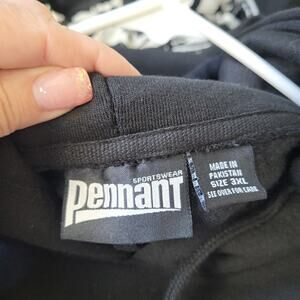 SPORTSWEAR
Pennant
MADE IN
PAKISTAN
SIZE 3XL
SEE OVER FOR CARE